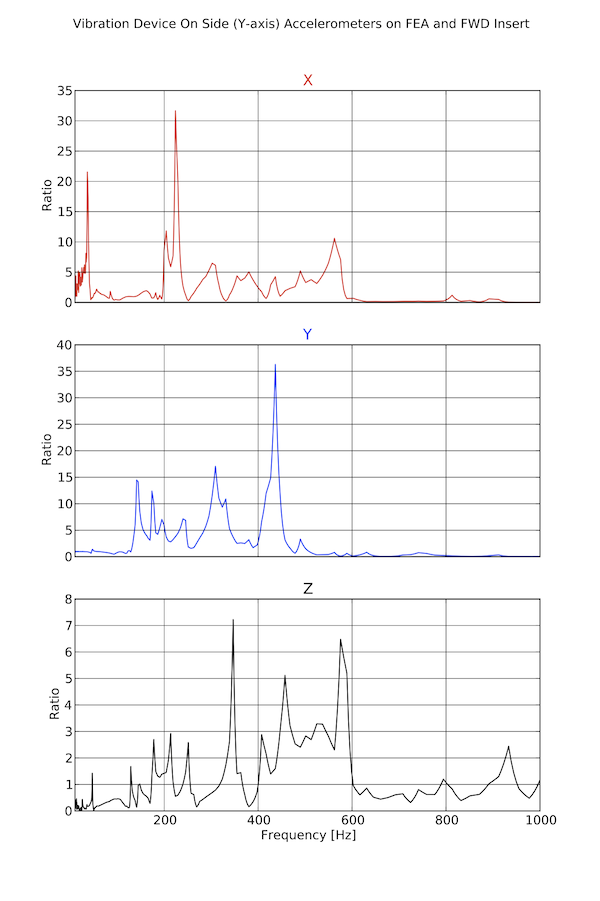 Vibration Device On Side (Y-axis) Accelerometers on FEA and FWD Insert
X
35
30
25
20
15
10
5
0
Ratio
Y
40
35
30
25
20
15
10
5
0
Ratio
Z
8
7
6
5
4
3
2
1
0
Ratio
200 400 600 800 1000
Frequency [Hz]